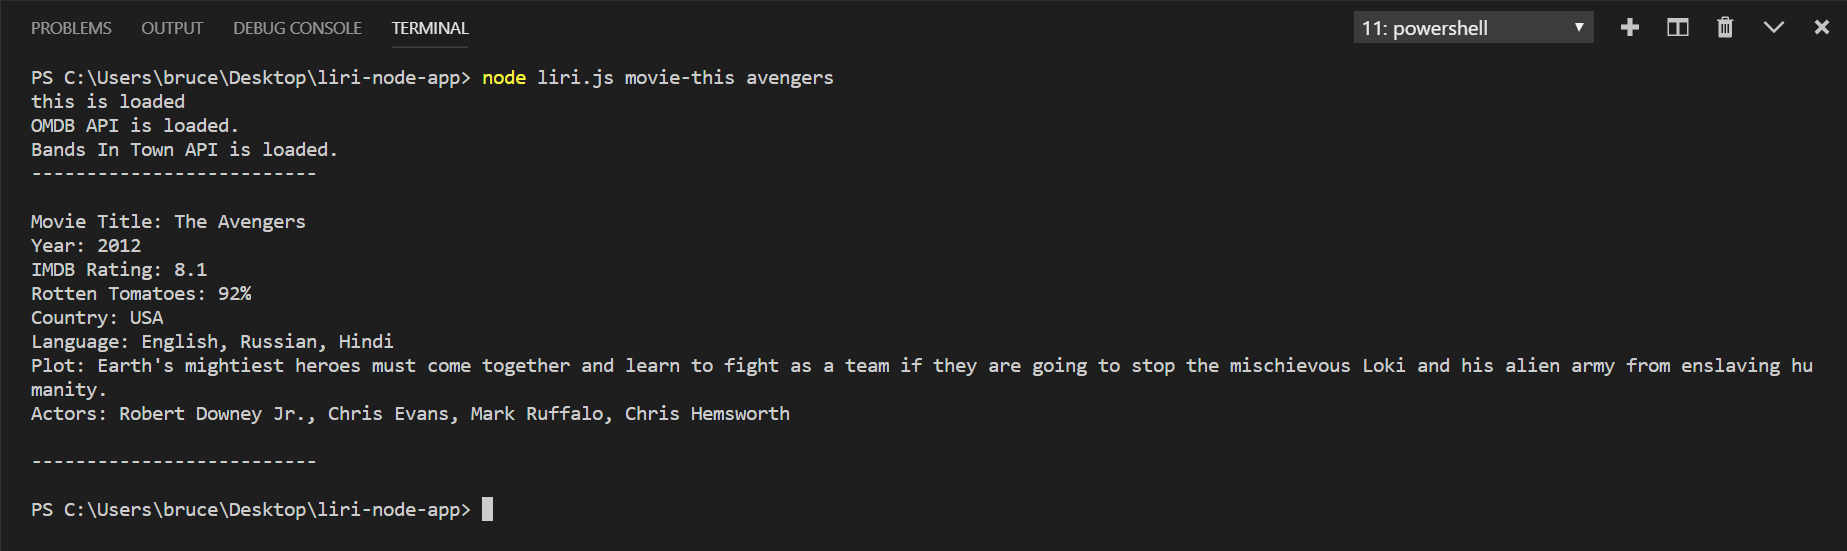 PROBLEMS OUTPUT DEBUG CONSOLE TERMINAL 11: powershell
PS C:\Users\bruce\Desktop\liri-node-app> node liri.js movie-this avengers
this is loaded
OMDB API is loaded.
Bands In Town API is loaded.
--------------------------
Movie Title: The Avengers
Year: 2012
IMDB Rating: 8.1
Rotten Tomatoes: 92%
Country: USA
Language: English, Russian, Hindi
Plot: Earth's mightiest heroes must come together and learn to fight as a team if they are going to stop the mischievous Loki and his alien army from enslaving hu
manity.
Actors: Robert Downey Jr., Chris Evans, Mark Ruffalo, Chris Hemsworth
--------------------------
PS C:\Users\bruce\Desktop\liri-node-app>